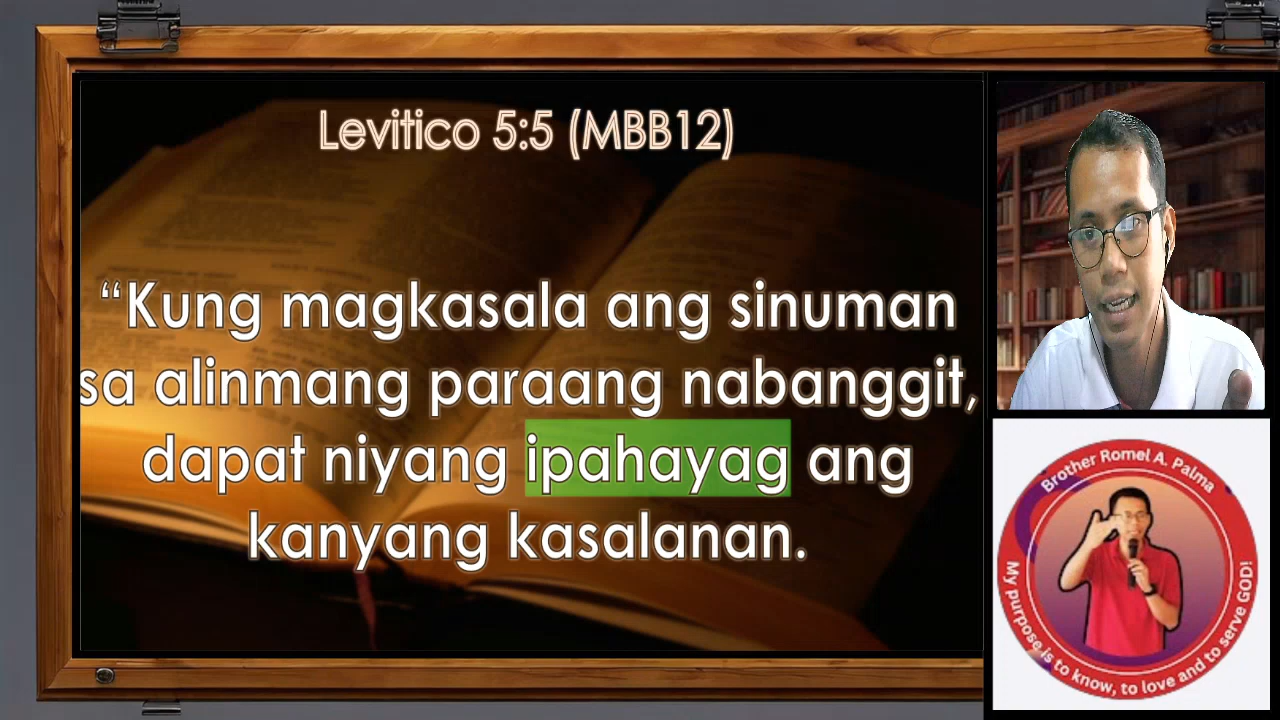 Levitico 5:5 (MBB12)
“Kung magkasala ang sinuman
sa alinmang paraang nabanggit,
dapat niyang ipahayag ang
kanyang kasalanan.
Brother Romel A. Palma
My purpose is to know, to love and to serve GOD!